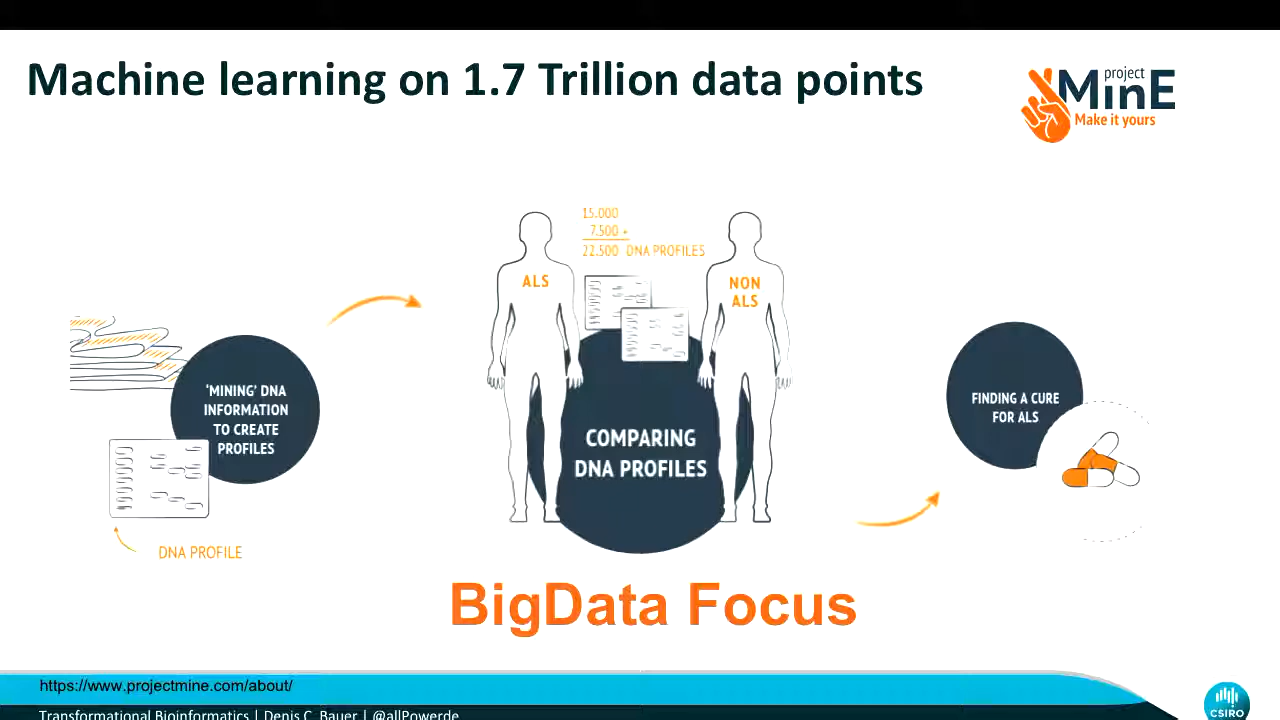 Machine learning on 1.7 Trillion data points
project
MinE
Make it yours
15.000
7.500 +
22.500 DNA PROFILES
ALS
NON
ALS
'MINING' DNA
INFORMATION
TO CREATE
PROFILES
DNA PROFILE
COMPARING
DNA PROFILES
FINDING A CURE
FOR ALS
BigData Focus
https://www.projectmine.com/about/
Transformational Bioinformatics | Denis C. Bauer | @allPowerde
CSIRO